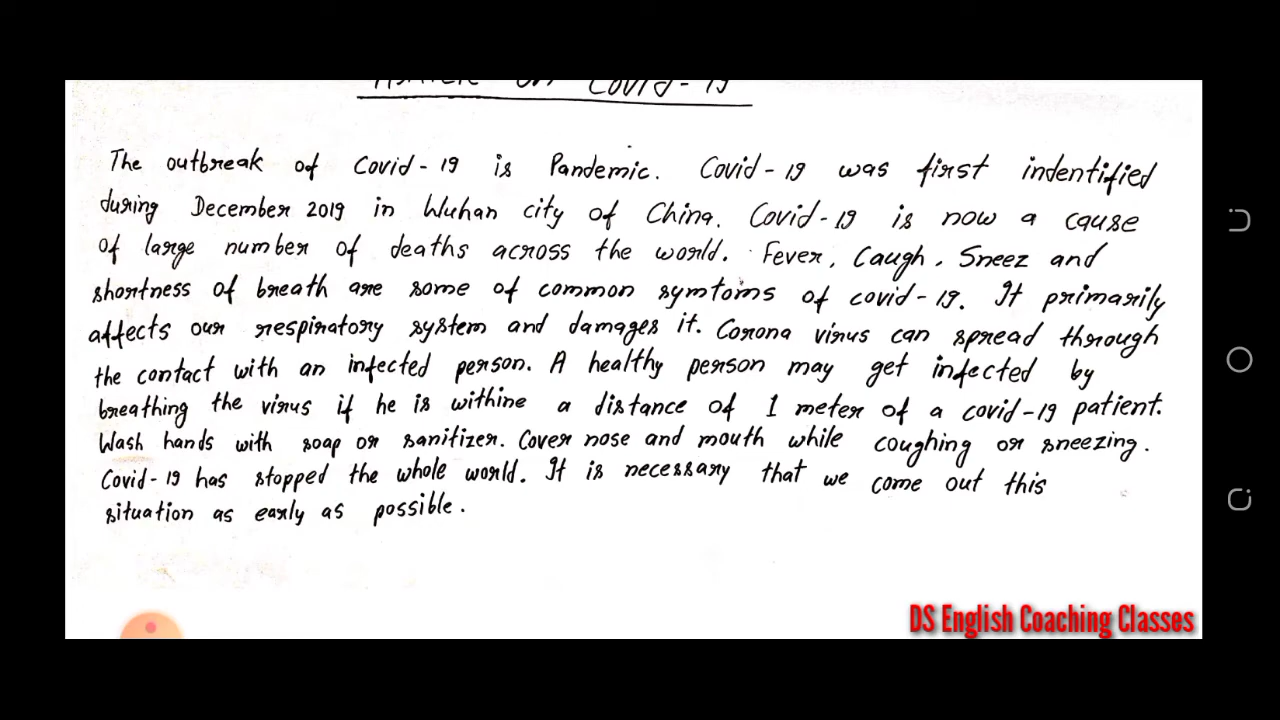 Article on Covid-19
The outbreak of Covid-19 is Pandemic. Covid-19 was first indentified
during December 2019 in Wuhan city of China. Covid-19 is now a cause
of large number of deaths across the world. Fever, Caugh, Sneez and
shortness of breath are some of common symtoms of covid-19. It primarily
affects our respiratory system and damages it. Corona virus can spread through
the contact with an infected person. A healthy person may get infected by
breathing the virus if he is withine a distance of 1 meter of a covid-19 patient.
Wash hands with soap or sanitizer. Cover nose and mouth while coughing or sneezing.
Covid-19 has stopped the whole world. It is necessary that we come out this
situation as early as possible.
DS English Coaching Classes